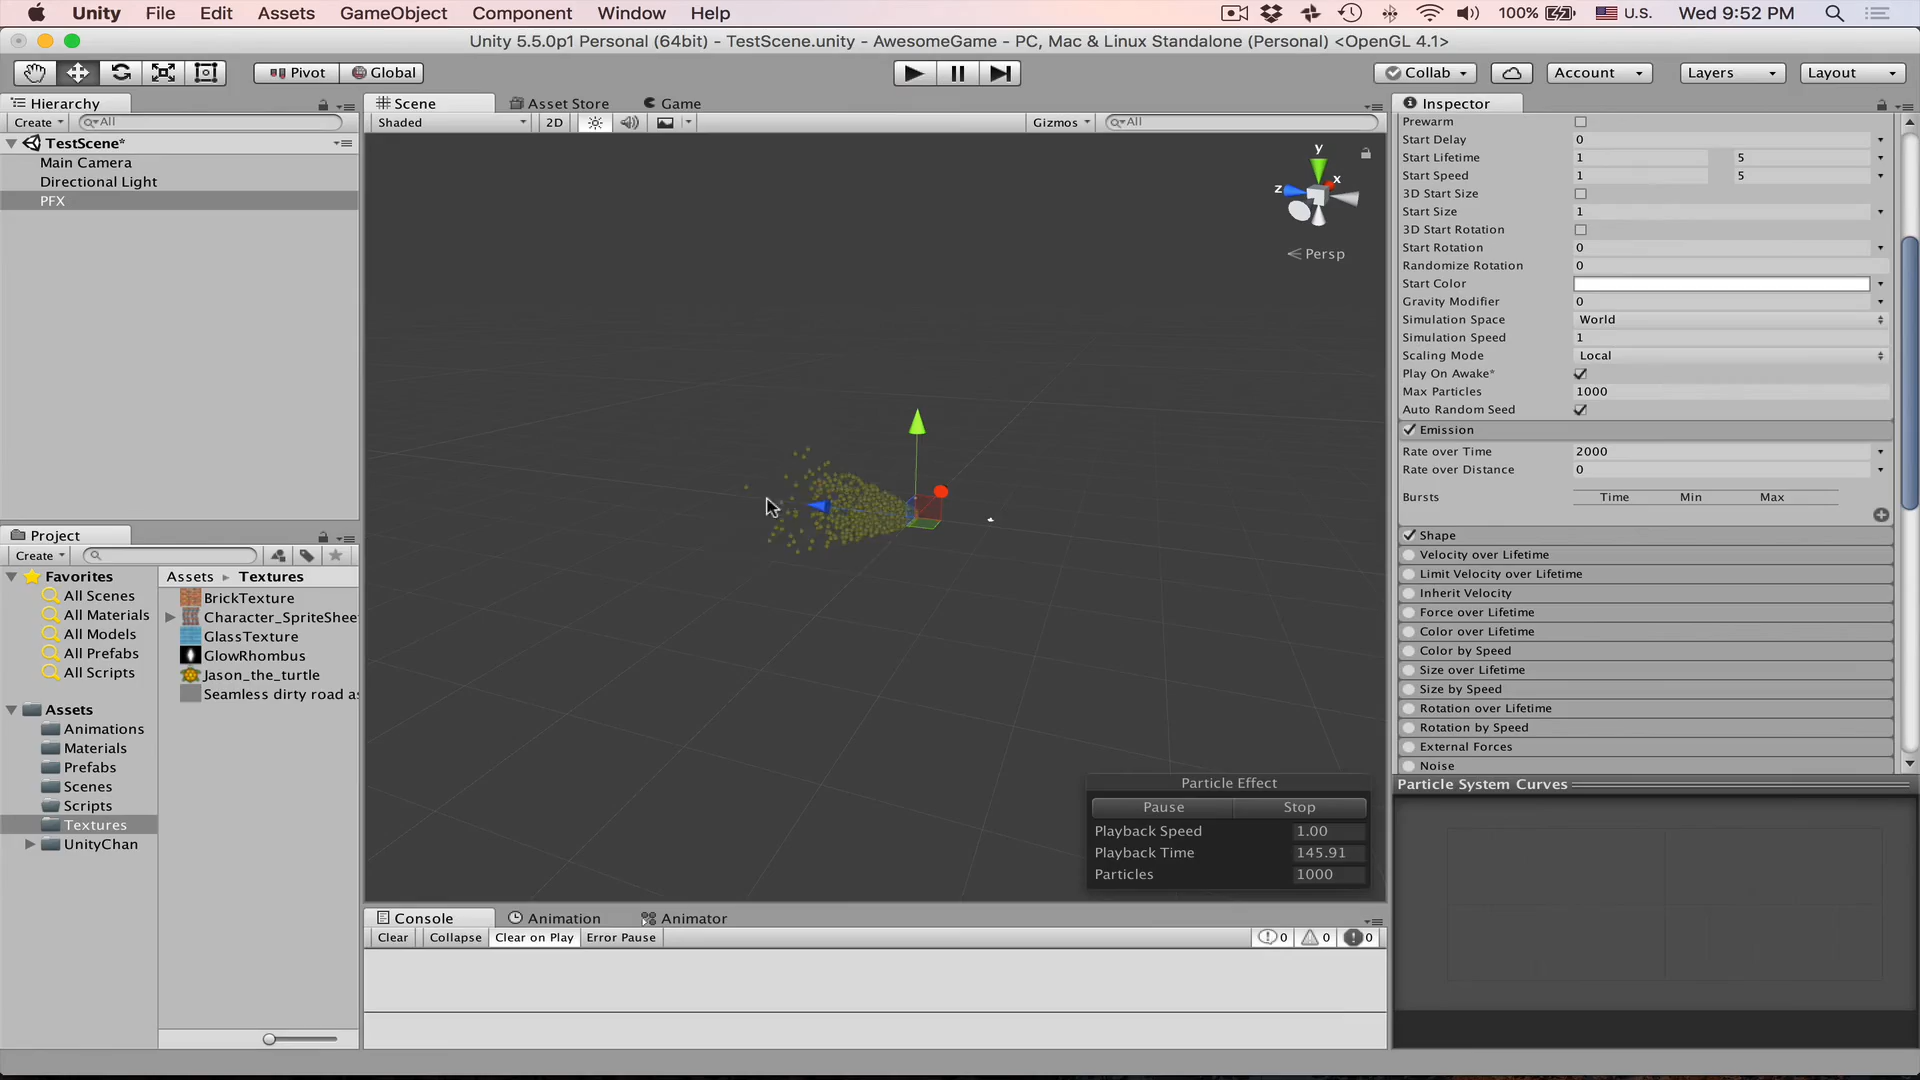 Unity File Edit Assets GameObject Component Window Help 100% U.S. Wed 9:52 PM
Unity 5.5.0p1 Personal (64bit) - TestScene.unity - AwesomeGame - PC, Mac & Linux Standalone (Personal) <OpenGL 4.1>
Pivot Global Collab Account Layers Layout
Hierarchy
Create All
TestScene*
Main Camera
Directional Light
PFX
Scene Asset Store Game
Shaded 2D Gizmos All
y
x
z
Persp
Particle Effect
Pause Stop
Playback Speed 1.00
Playback Time 145.91
Particles 1000
Project
Create
Favorites
All Scenes
All Materials
All Models
All Prefabs
All Scripts
Assets
Animations
Materials
Prefabs
Scenes
Scripts
Textures
UnityChan
Assets Textures
BrickTexture
Character_SpriteShee
GlassTexture
GlowRhombus
Jason_the_turtle
Seamless dirty road as
Console Animation Animator
Clear Collapse Clear on Play Error Pause 0 0 0
Inspector
Prewarm
Start Delay 0
Start Lifetime 1 5
Start Speed 1 5
3D Start Size
Start Size 1
3D Start Rotation
Start Rotation 0
Randomize Rotation 0
Start Color
Gravity Modifier 0
Simulation Space World
Simulation Speed 1
Scaling Mode Local
Play On Awake*
Max Particles 1000
Auto Random Seed
Emission
Rate over Time 2000
Rate over Distance 0
Bursts Time Min Max
Shape
Velocity over Lifetime
Limit Velocity over Lifetime
Inherit Velocity
Force over Lifetime
Color over Lifetime
Color by Speed
Size over Lifetime
Size by Speed
Rotation over Lifetime
Rotation by Speed
External Forces
Noise
Particle System Curves